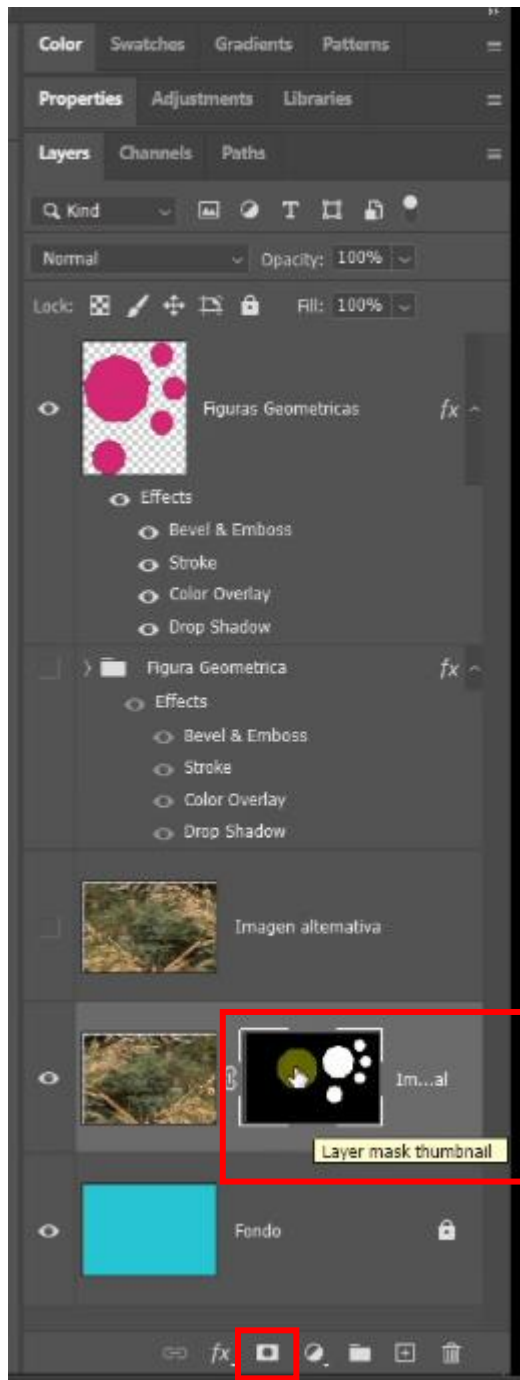 Color Swatches Gradients Patterns
Properties Adjustments Libraries
Layers Channels Paths
Kind
Normal Opacity: 100%
Lock: Fill: 100%
Figuras Geometricas fx
Effects
Bevel & Emboss
Stroke
Color Overlay
Drop Shadow
Figura Geometrica fx
Effects
Bevel & Emboss
Stroke
Color Overlay
Drop Shadow
Imagen alternativa
Im...al
Layer mask thumbnail
Fondo
fx